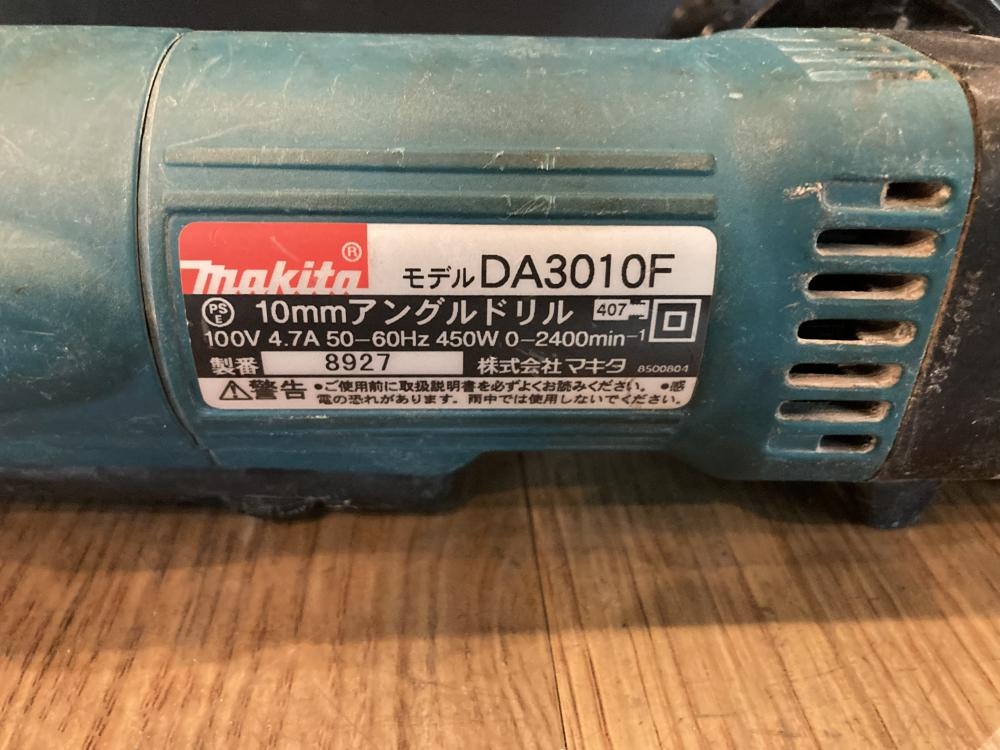 makita® モデル DA3010F
PSE 10mmアングルドリル 407
100V 4.7A 50-60Hz 450W 0-2400min⁻¹
製番 8927 株式会社マキタ 8500804
⚠警告 •ご使用前に取扱説明書を必ずよくお読みください。 •感
電の恐れがあります。雨中では使用しないでください。